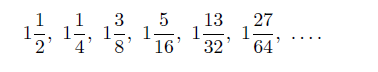 1 1/2, 1 1/4, 1 3/8, 1 5/16, 1 13/32, 1 27/64, ....